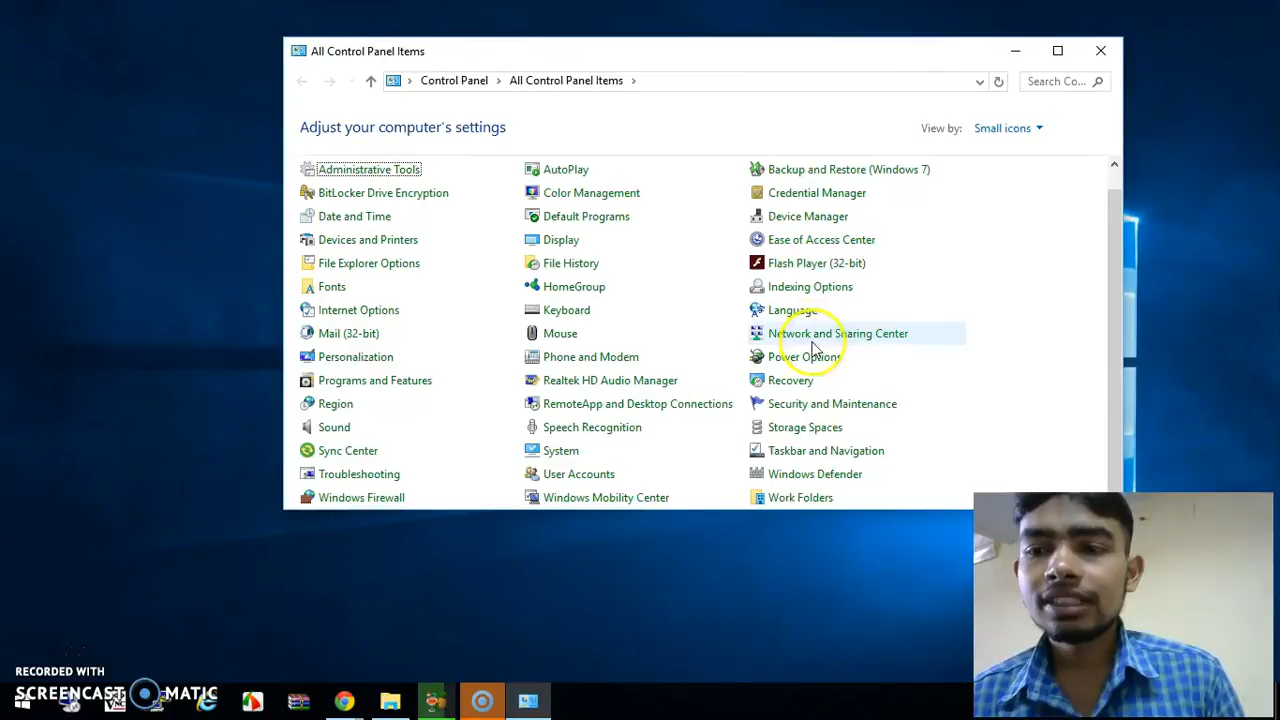 All Control Panel Items
Control Panel > All Control Panel Items >
Search Co...
Adjust your computer's settings
View by: Small icons
Administrative Tools
AutoPlay
Backup and Restore (Windows 7)
BitLocker Drive Encryption
Color Management
Credential Manager
Date and Time
Default Programs
Device Manager
Devices and Printers
Display
Ease of Access Center
File Explorer Options
File History
Flash Player (32-bit)
Fonts
HomeGroup
Indexing Options
Internet Options
Keyboard
Language
Mail (32-bit)
Mouse
Network and Sharing Center
Personalization
Phone and Modem
Power Options
Programs and Features
Realtek HD Audio Manager
Recovery
Region
RemoteApp and Desktop Connections
Security and Maintenance
Sound
Speech Recognition
Storage Spaces
Sync Center
System
Taskbar and Navigation
Troubleshooting
User Accounts
Windows Defender
Windows Firewall
Windows Mobility Center
Work Folders
RECORDED WITH
SCREENCAST MATIC